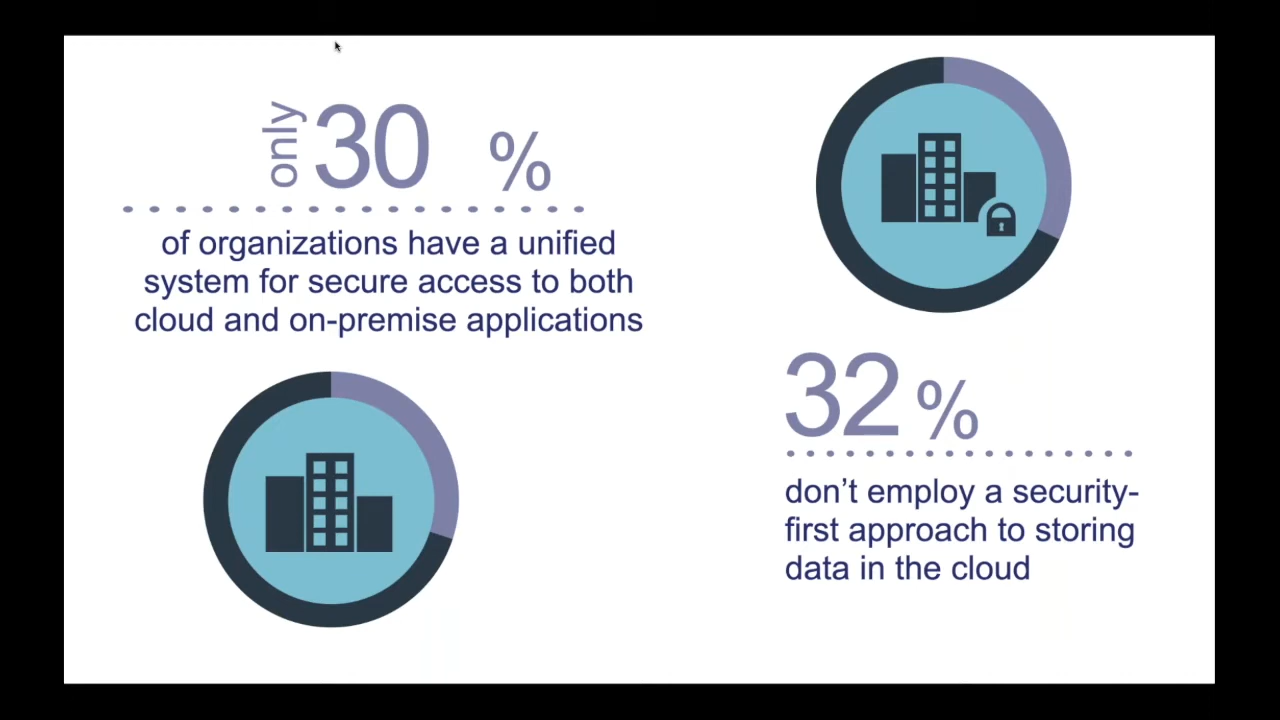 only 30 %
of organizations have a unified
system for secure access to both
cloud and on-premise applications
32 %
don’t employ a security-
first approach to storing
data in the cloud